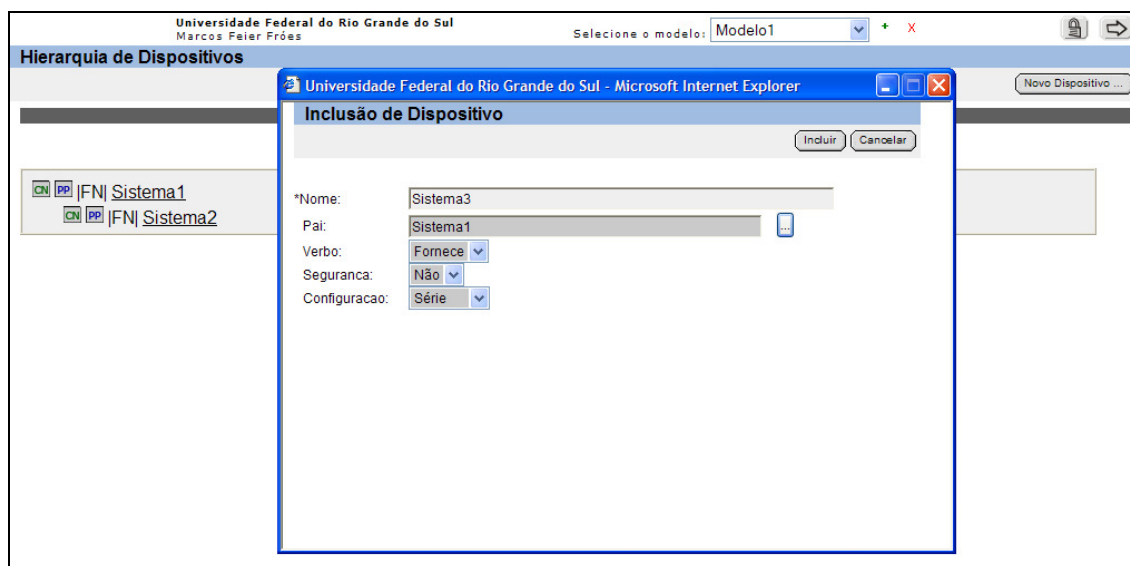 Universidade Federal do Rio Grande do Sul
Marcos Feier Fróes
Selecione o modelo: Modelo1 + X
Hierarquia de Dispositivos
Novo Dispositivo ...
Universidade Federal do Rio Grande do Sul - Microsoft Internet Explorer
Inclusão de Dispositivo
Incluir Cancelar
CN PP |FN| Sistema1
CN PP |FN| Sistema2
*Nome: Sistema3
Pai: Sistema1 ...
Verbo: Fornece
Seguranca: Não
Configuracao: Série